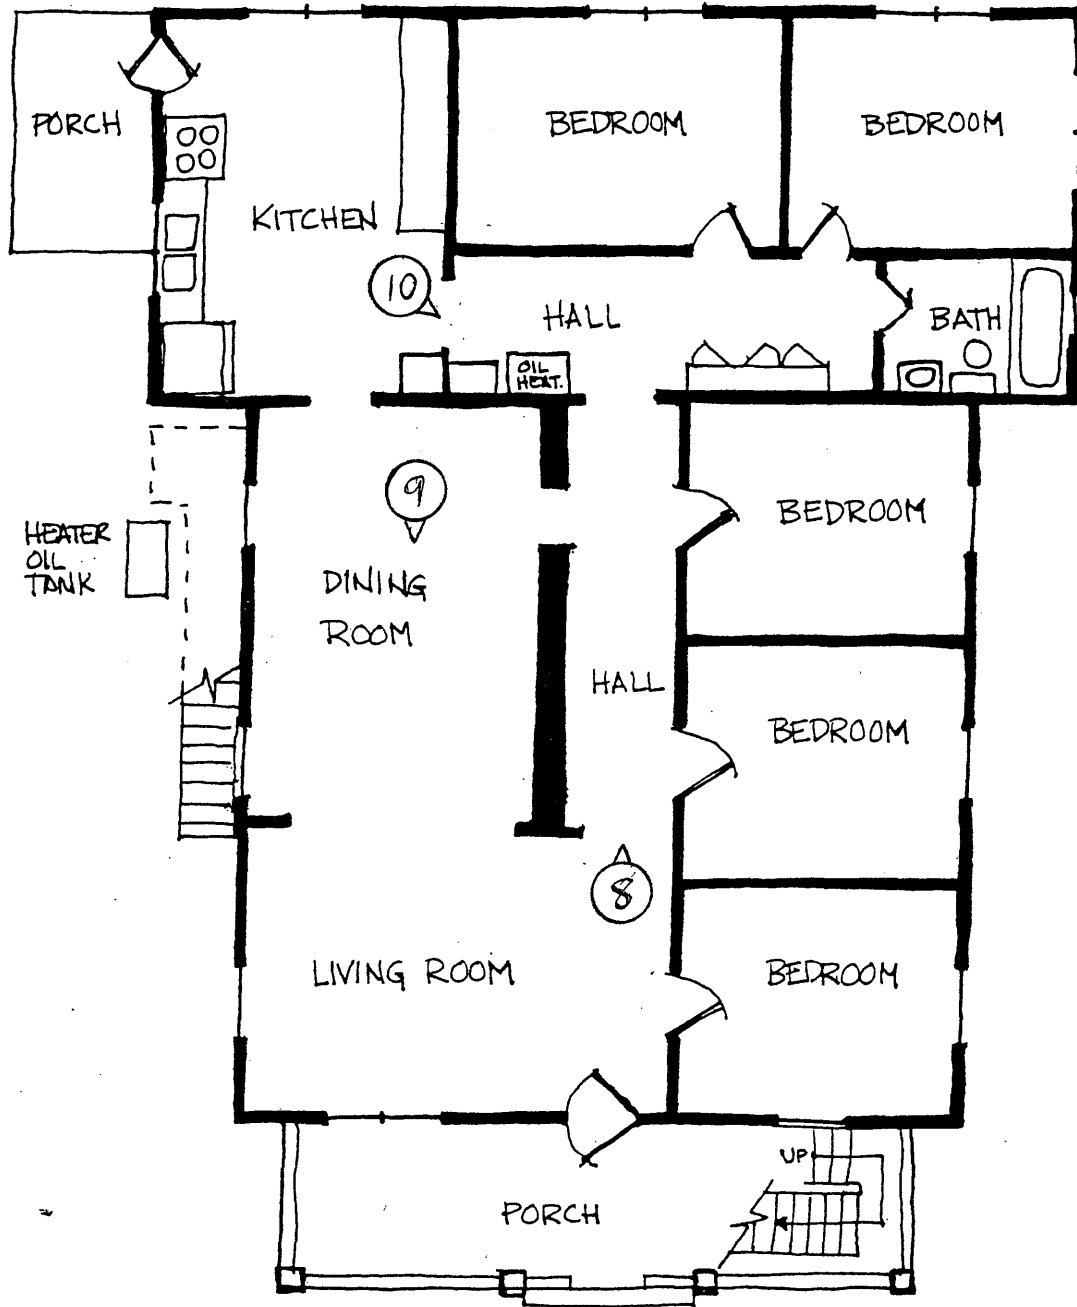 PORCH
BEDROOM
BEDROOM
KITCHEN
10
HALL
BATH
OIL
HEAT.
9
BEDROOM
HEATER
OIL
TANK
DINING
ROOM
HALL
BEDROOM
8
LIVING ROOM
BEDROOM
UP
PORCH